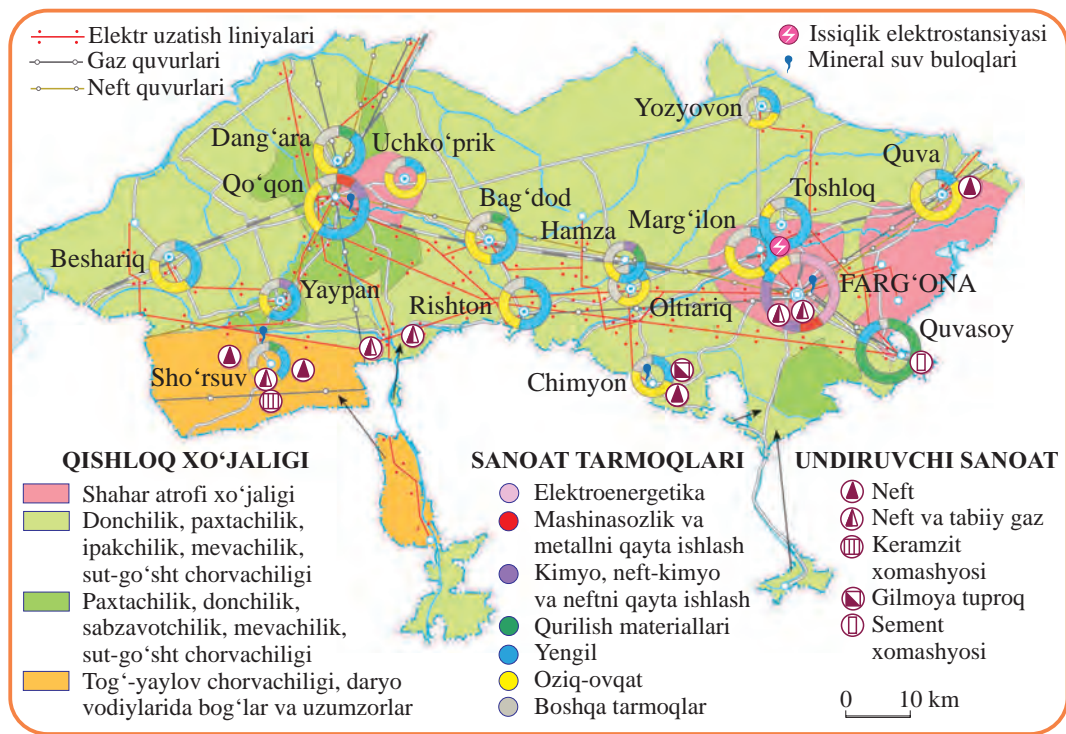 Elektr uzatish liniyalari
Gaz quvurlari
Neft quvurlari
Issiqlik elektrostansiyasi
Mineral suv buloqlari
Yozyovon
Dang‘ara
Uchko‘prik
Quva
Qo‘qon
Toshloq
Bag‘dod
Marg‘ilon
Hamza
Beshariq
Yaypan
FARG‘ONA
Rishton
Oltiariq
Quvasoy
Sho‘rsuv
Chimyon
QISHLOQ XO‘JALIGI
Shahar atrofi xo‘jaligi
Donchilik, paxtachilik,
ipakchilik, mevachilik,
sut-go‘sht chorvachiligi
Paxtachilik, donchilik,
sabzavotchilik, mevachilik,
sut-go‘sht chorvachiligi
Tog‘-yaylov chorvachiligi, daryo
vodiylarida bog‘lar va uzumzorlar
SANOAT TARMOQLARI
Elektroenergetika
Mashinasozlik va
metallni qayta ishlash
Kimyo, neft-kimyo
va neftni qayta ishlash
Qurilish materiallari
Yengil
Oziq-ovqat
Boshqa tarmoqlar
UNDIRUVCHI SANOAT
Neft
Neft va tabiiy gaz
Keramzit
xomashyosi
Gilmoya tuproq
Sement
xomashyosi
0 10 km